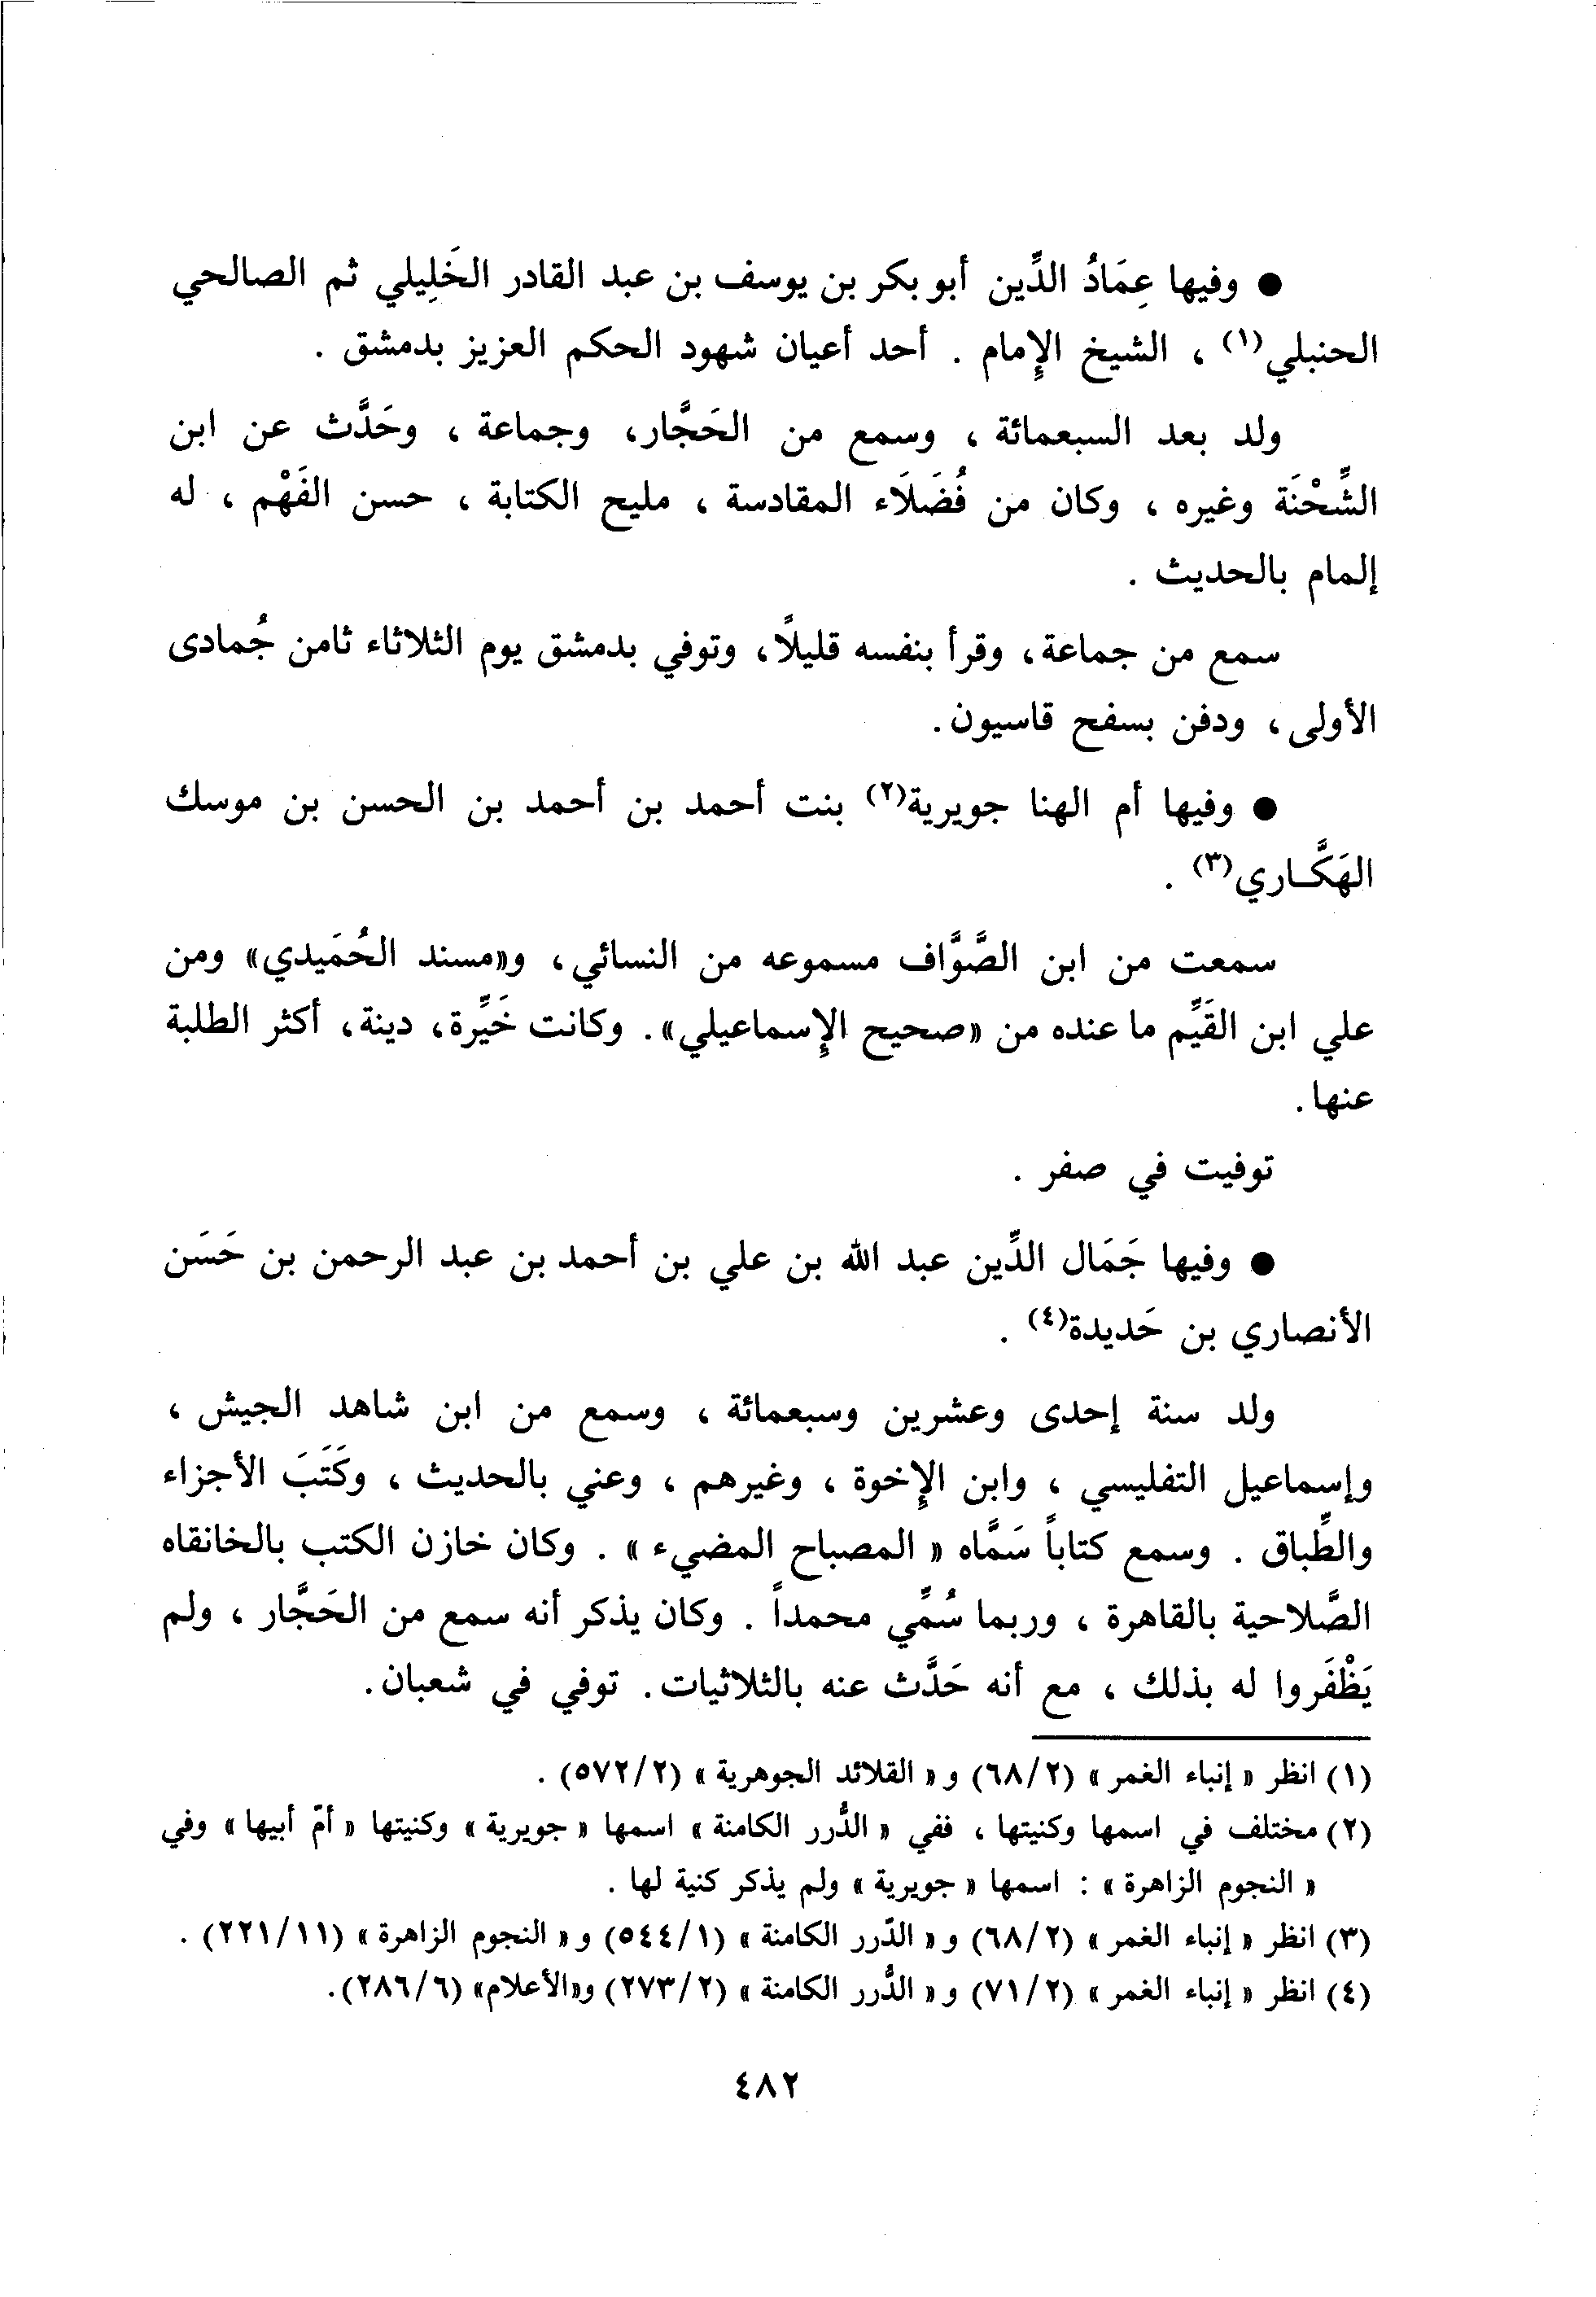 ● وفيها عِمَادُ الدِّين أبو بكر بن يوسف بن عبد القادر الخَلِيلي ثم الصالحي
الحنبلي(١) ، الشيخ الإِمام . أحد أعيان شهود الحكم العزيز بدمشق .
ولد بعد السبعمائة ، وسمع من الحَجَّار، وجماعة ، وحَدَّث عن ابن
الشِّحْنَة وغيره ، وكان من فُضَلَاء المقادسة ، مليح الكتابة ، حسن الفَهْم ، له
إلمام بالحديث .
سمع من جماعة، وقرأ بنفسه قليلاً، وتوفي بدمشق يوم الثلاثاء ثامن جُمادى
الأولى، ودفن بسفح قاسيون.
● وفيها أم الهنا جويرية(٢) بنت أحمد بن أحمد بن الحسن بن موسك
الهَكَّـاري(٣) .
سمعت من ابن الصَّوَّاف مسموعه من النسائي، و«مسند الحُمَيدي» ومن
علي ابن القَيِّم ما عنده من «صحيح الإِسماعيلي». وكانت خَيِّرة، دينة، أكثر الطلبة
عنها.
توفيت في صفر .
● وفيها جَمَال الدِّين عبد الله بن علي بن أحمد بن عبد الرحمن بن حَسَن
الأنصاري بن حَديدة(٤) .
ولد سنة إحدى وعشرين وسبعمائة ، وسمع من ابن شاهد الجيش ،
وإسماعيل التفليسي ، وابن الإِخوة ، وغيرهم ، وعني بالحديث ، وكَتَبَ الأجزاء
والطِّباق . وسمع كتاباً سَمَّاه « المصباح المضيء » . وكان خازن الكتب بالخانقاه
الصَّلاحية بالقاهرة ، وربما سُمِّي محمداً . وكان يذكر أنه سمع من الحَجَّار ، ولم
يَظْفَروا له بذلك ، مع أنه حَدَّث عنه بالثلاثيات. توفي في شعبان.
(١) انظر « إنباء الغمر » (٦٨/٢) و « القلائد الجوهرية » (٥٧٢/٢) .
(٢) مختلف في اسمها وكنيتها ، ففي « الدُّرر الكامنة » اسمها « جويرية » وكنيتها « أمّ أبيها » وفي
« النجوم الزاهرة » : اسمها « جويرية » ولم يذكر كنية لها .
(٣) انظر « إنباء الغمر » (٦٨/٢) و « الدّرر الكامنة » (٥٤٤/١) و « النجوم الزاهرة » (٢٢١/١١) .
(٤) انظر « إنباء الغمر » (٧١/٢) و « الدُّرر الكامنة » (٢٧٣/٢) و«الأعلام» (٢٨٦/٦).
٤٨٢